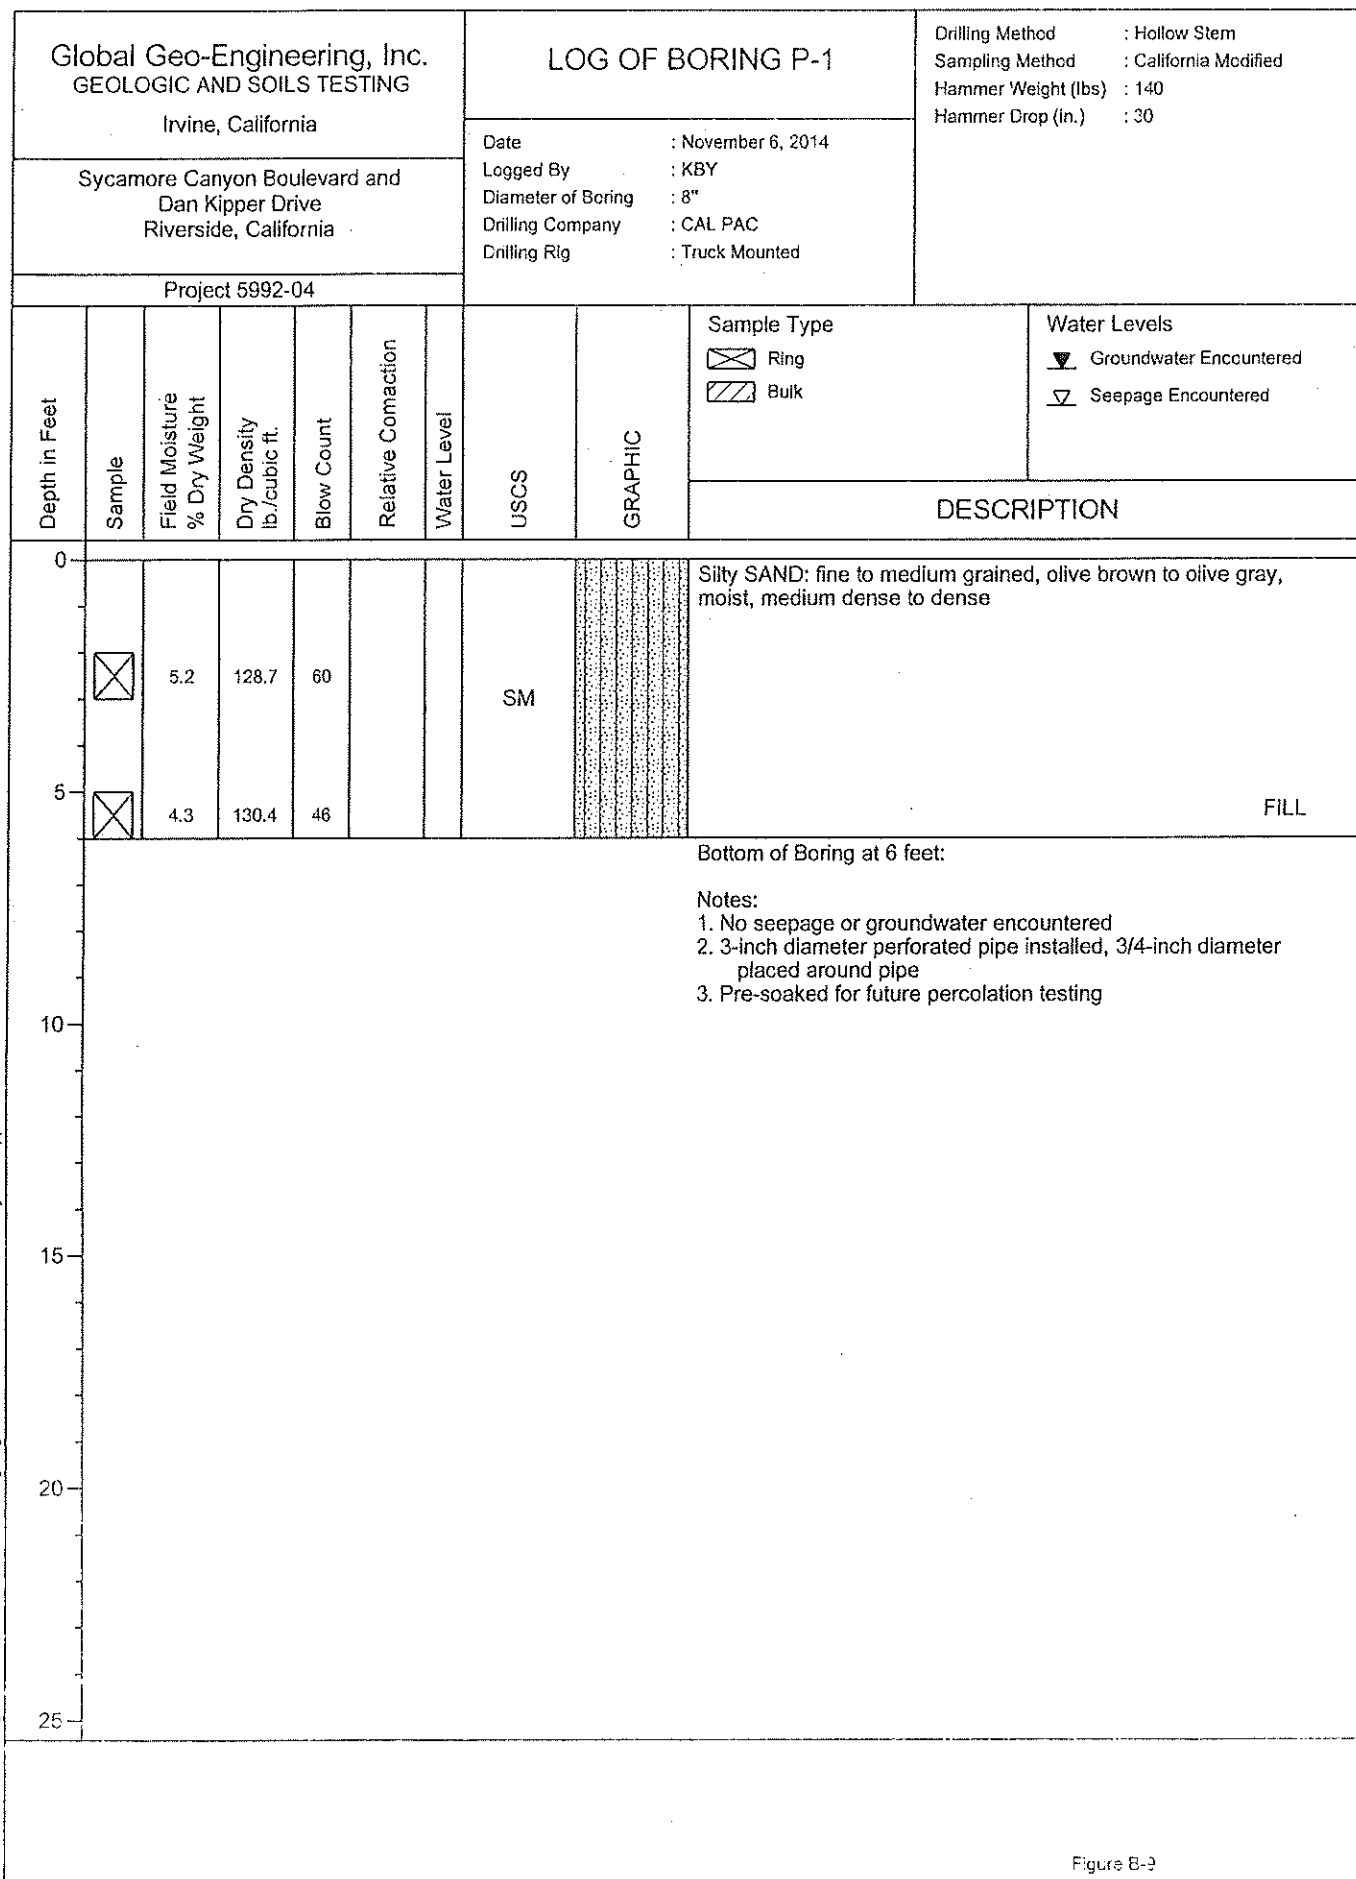 Global Geo-Engineering, Inc.
GEOLOGIC AND SOILS TESTING
Irvine, California
Sycamore Canyon Boulevard and
Dan Kipper Drive
Riverside, California
Project 5992-04
LOG OF BORING P-1
Date : November 6, 2014
Logged By : KBY
Diameter of Boring : 8"
Drilling Company : CAL PAC
Drilling Rig : Truck Mounted
Drilling Method : Hollow Stem
Sampling Method : California Modified
Hammer Weight (lbs) : 140
Hammer Drop (in.) : 30
Depth in Feet
Sample
Field Moisture
% Dry Weight
Dry Density
lb./cubic ft.
Blow Count
Relative Comaction
Water Level
USCS
GRAPHIC
Sample Type
Ring
Bulk
Water Levels
Groundwater Encountered
Seepage Encountered
DESCRIPTION
0
Silty SAND: fine to medium grained, olive brown to olive gray,
moist, medium dense to dense
5.2 128.7 60
SM
5
4.3 130.4 46
FILL
Bottom of Boring at 6 feet:
Notes:
1. No seepage or groundwater encountered
2. 3-inch diameter perforated pipe installed, 3/4-inch diameter
placed around pipe
3. Pre-soaked for future percolation testing
10
15
20
25
Figure B-9